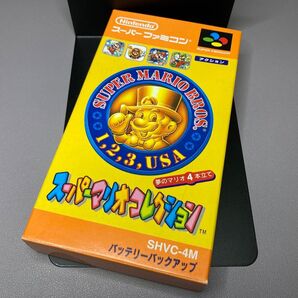 Nintendo
スーパーファミコン
アクション
SUPER MARIO BROS.
1, 2, 3, USA
夢のマリオ4本立て
スーパーマリオコレクション
TM
SHVC-4M
バッテリーバックアップ